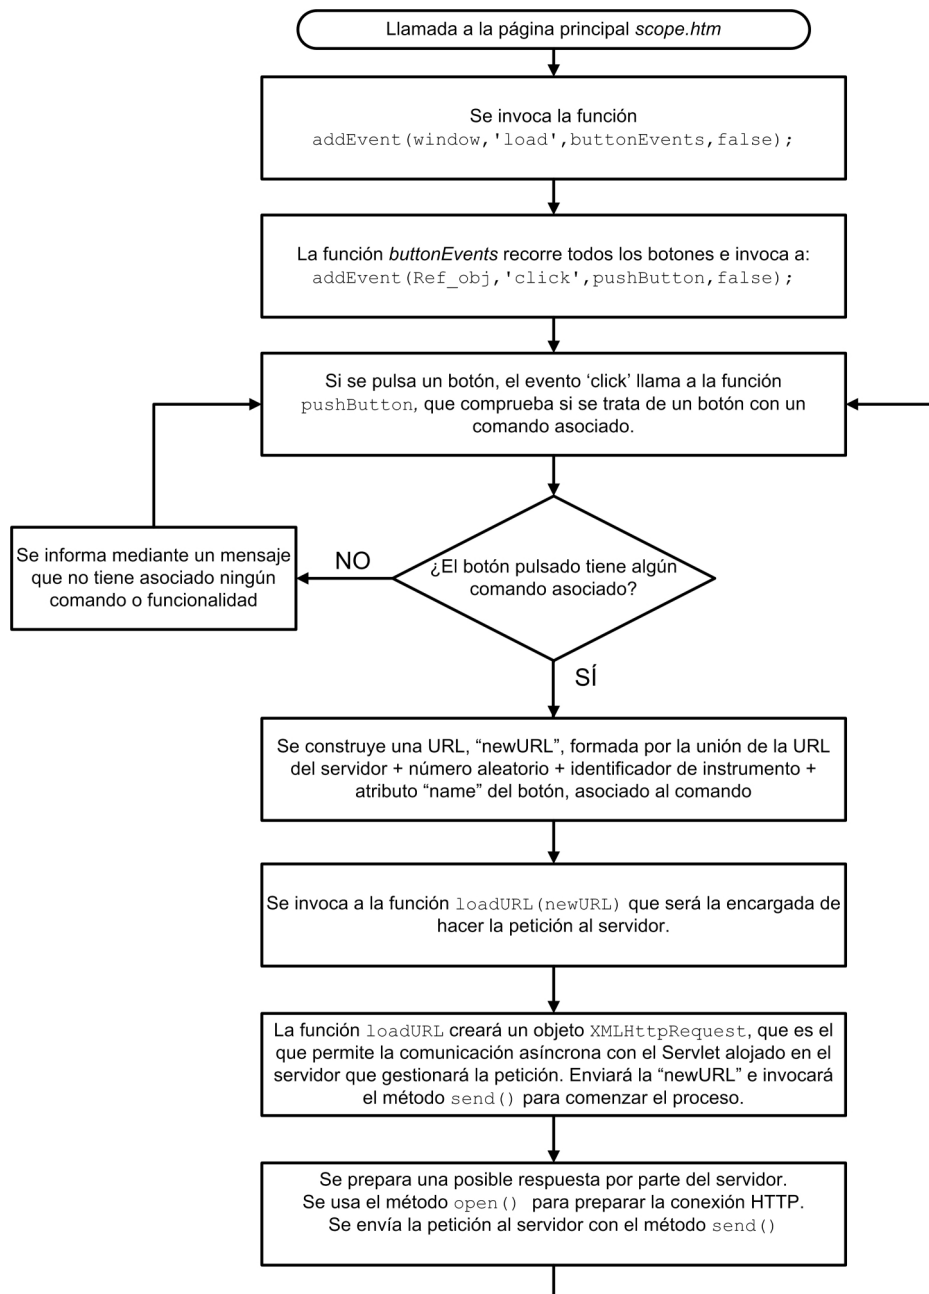 Llamada a la página principal scope.htm
Se invoca la función
addEvent(window,'load',buttonEvents,false);
La función buttonEvents recorre todos los botones e invoca a:
addEvent(Ref_obj,'click',pushButton,false);
Si se pulsa un botón, el evento ‘click’ llama a la función
pushButton, que comprueba si se trata de un botón con un
comando asociado.
¿El botón pulsado tiene algún
comando asociado?
NO
Se informa mediante un mensaje
que no tiene asociado ningún
comando o funcionalidad
SÍ
Se construye una URL, “newURL”, formada por la unión de la URL
del servidor + número aleatorio + identificador de instrumento +
atributo “name” del botón, asociado al comando
Se invoca a la función loadURL(newURL) que será la encargada de
hacer la petición al servidor.
La función loadURL creará un objeto XMLHttpRequest, que es el
que permite la comunicación asíncrona con el Servlet alojado en el
servidor que gestionará la petición. Enviará la “newURL” e invocará
el método send() para comenzar el proceso.
Se prepara una posible respuesta por parte del servidor.
Se usa el método open() para preparar la conexión HTTP.
Se envía la petición al servidor con el método send()